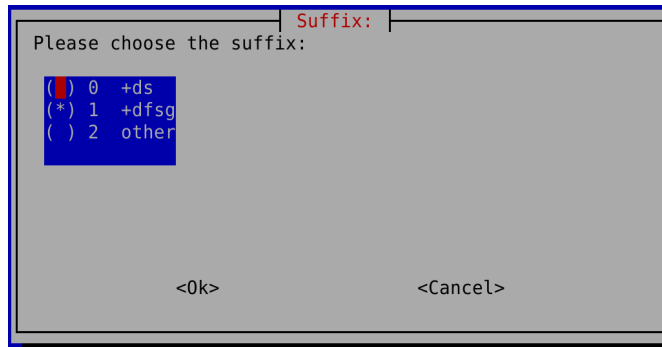 Suffix:
Please choose the suffix:
( ) 0 +ds
(*) 1 +dfsg
( ) 2 other
<Ok> <Cancel>